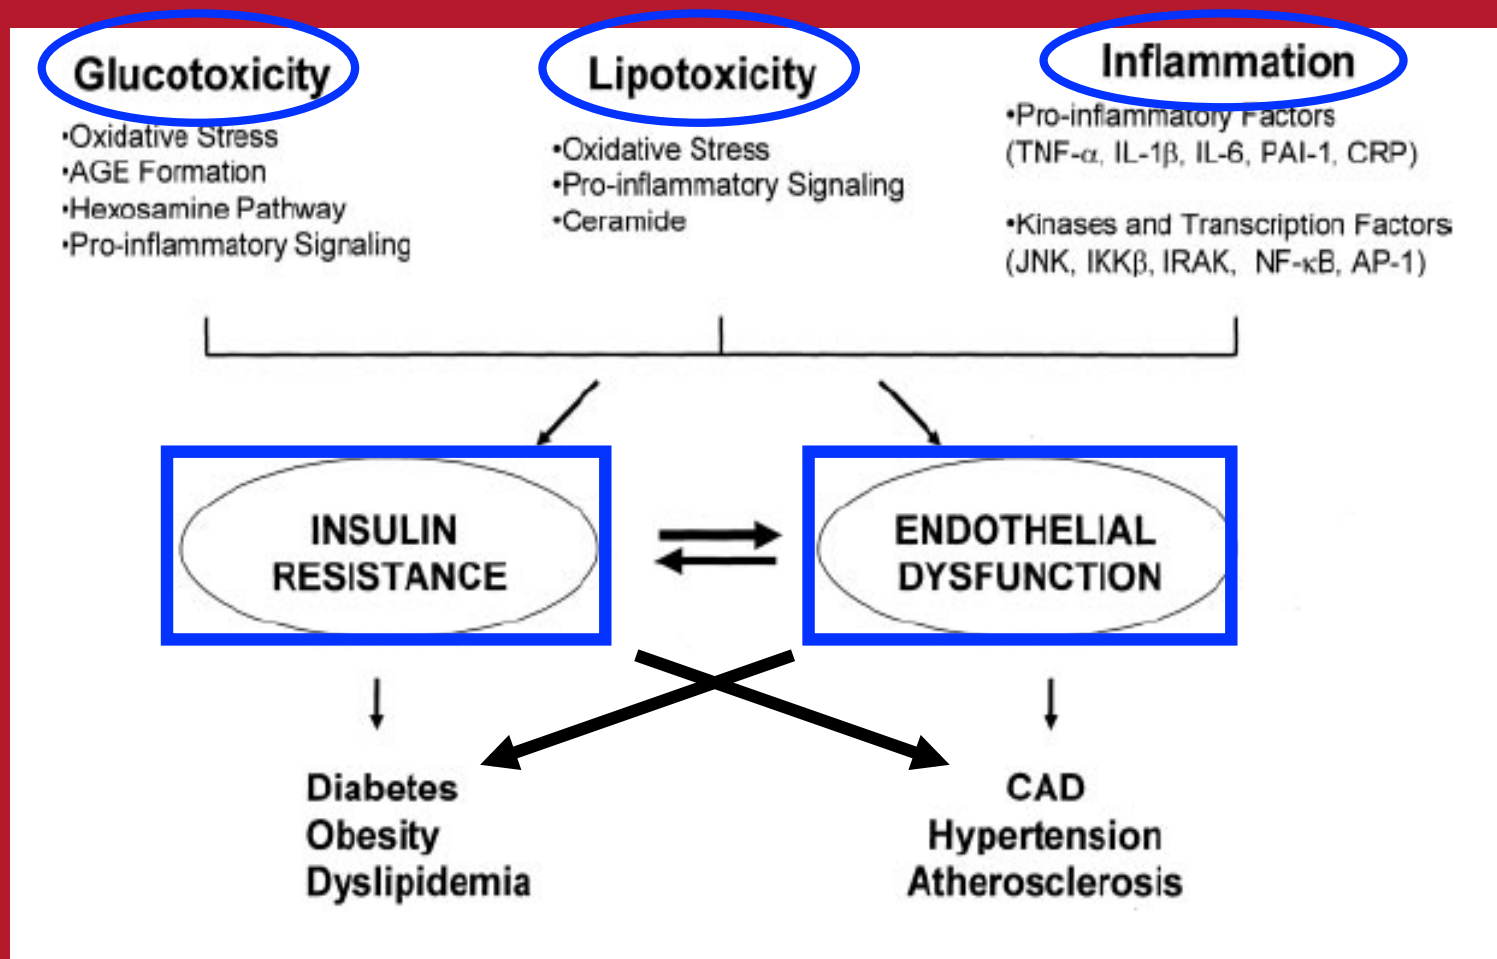 Glucotoxicity
•Oxidative Stress
•AGE Formation
•Hexosamine Pathway
•Pro-inflammatory Signaling
Lipotoxicity
•Oxidative Stress
•Pro-inflammatory Signaling
•Ceramide
Inflammation
•Pro-inflammatory Factors
(TNF-α, IL-1β, IL-6, PAI-1, CRP)
•Kinases and Transcription Factors
(JNK, IKKβ, IRAK, NF-κB, AP-1)
INSULIN
RESISTANCE
ENDOTHELIAL
DYSFUNCTION
Diabetes
Obesity
Dyslipidemia
CAD
Hypertension
Atherosclerosis